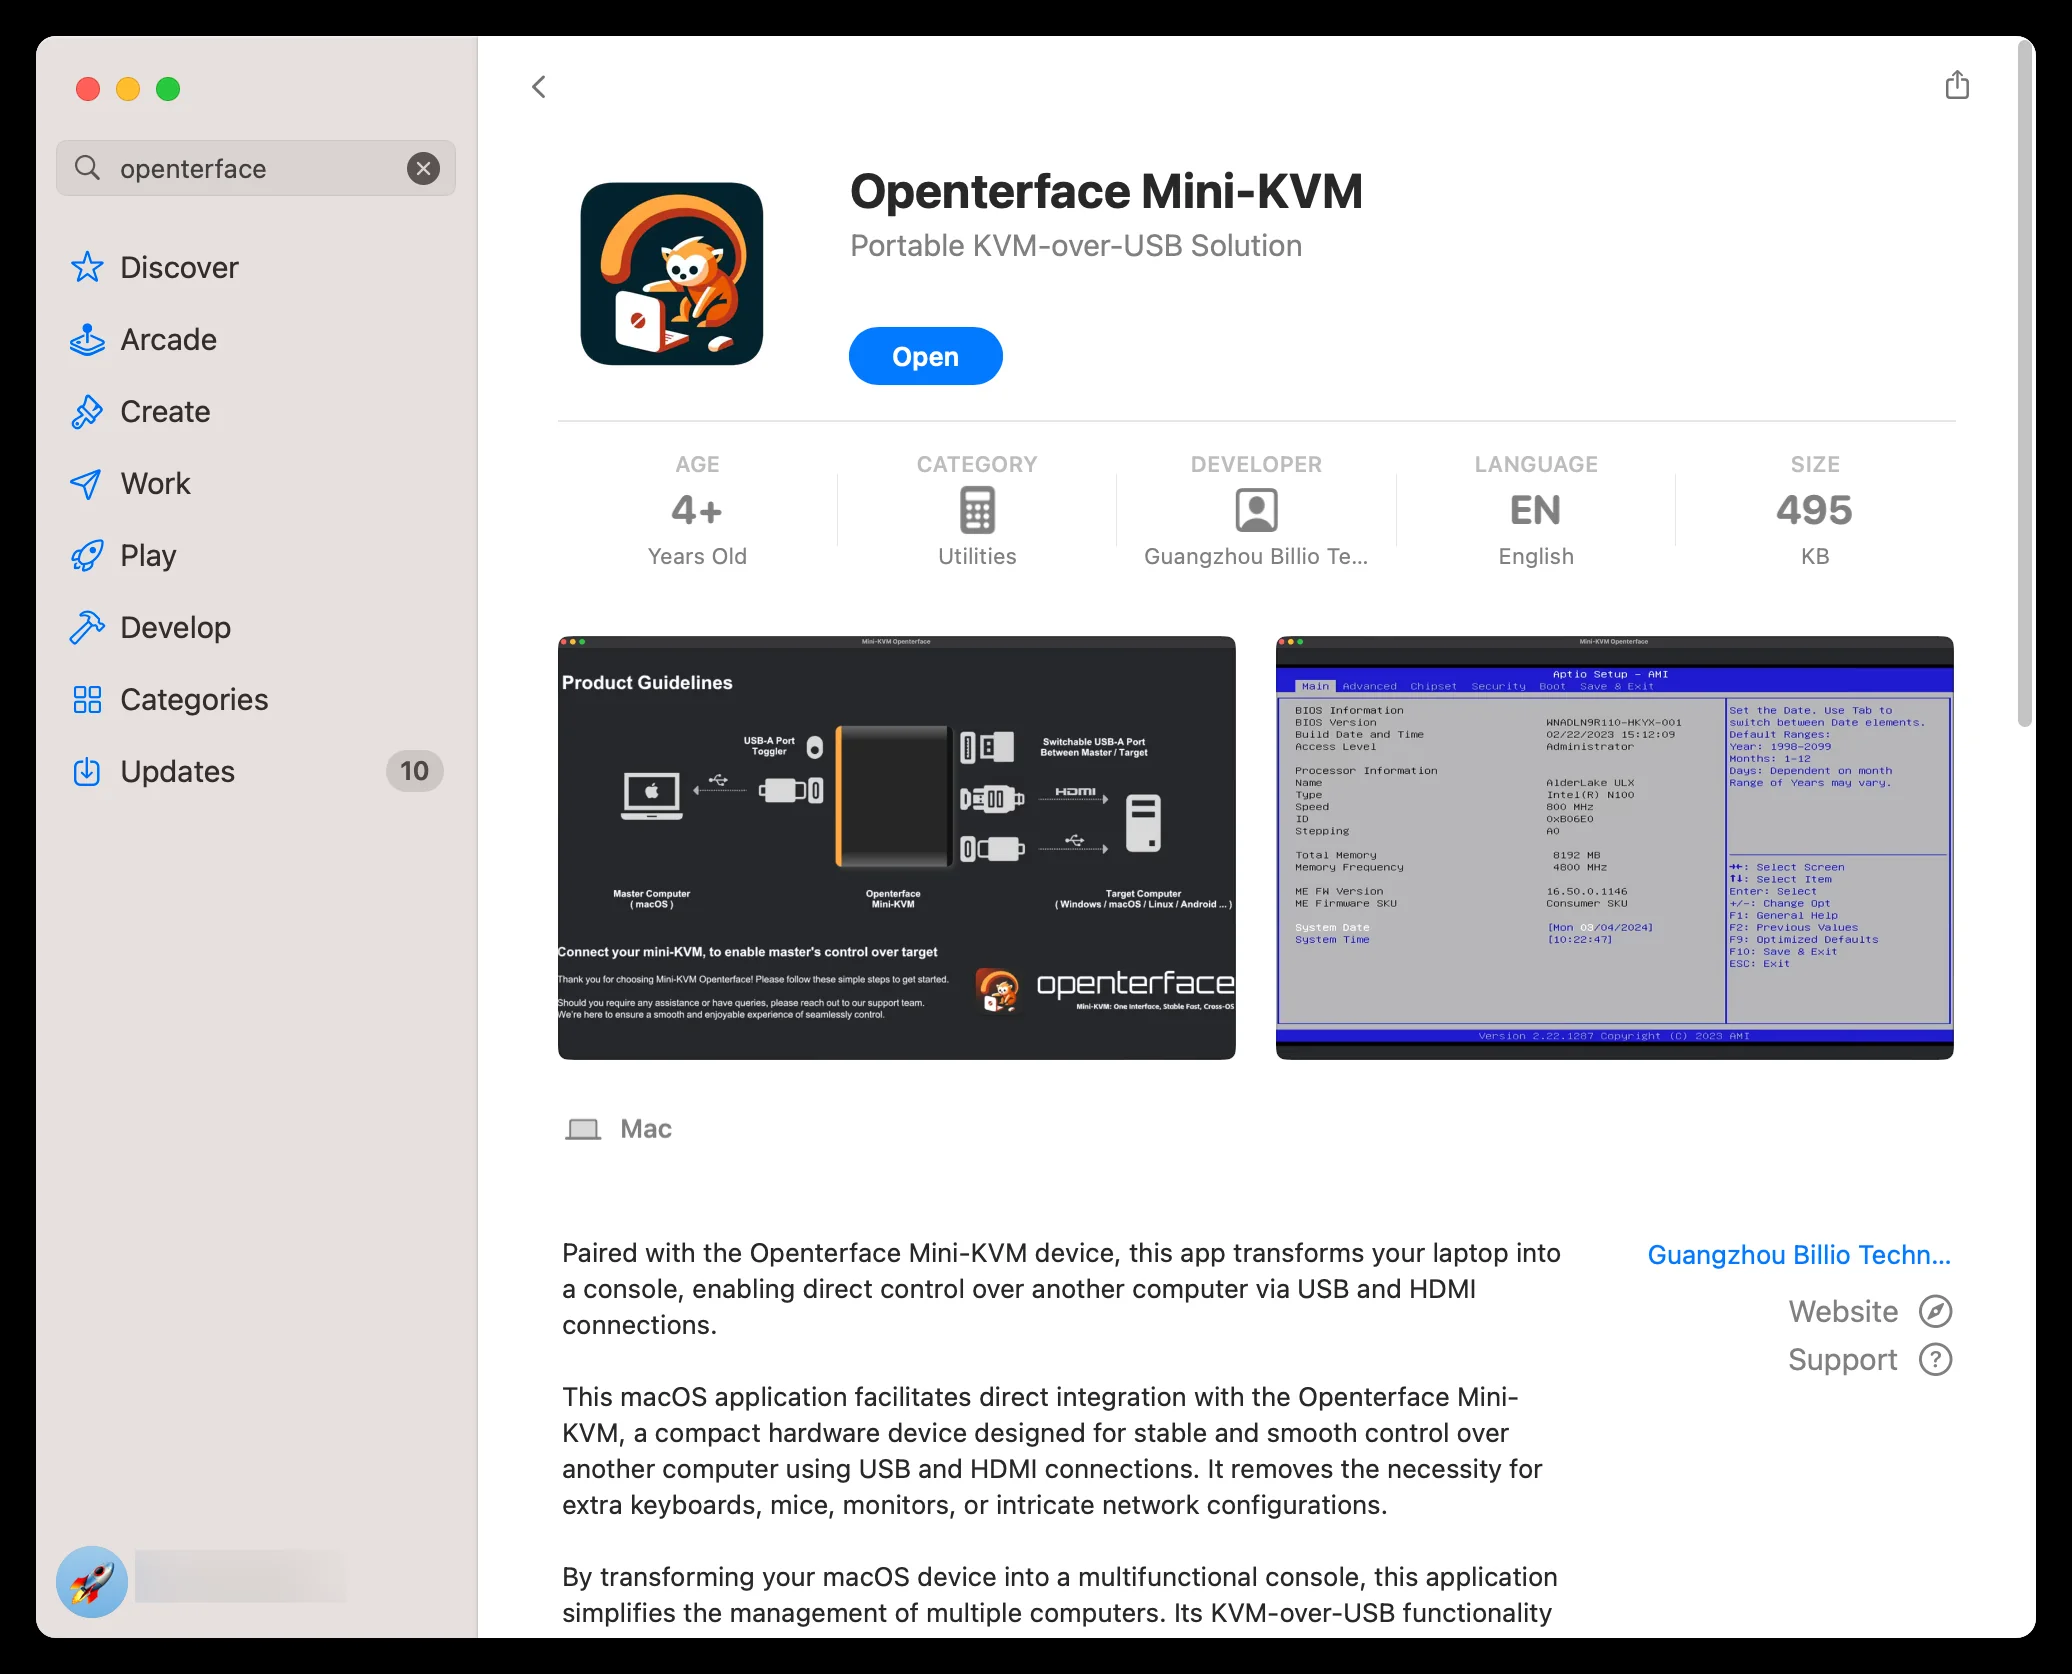 openterface
Discover
Arcade
Create
Work
Play
Develop
Categories
Updates
10
Openterface Mini-KVM
Portable KVM-over-USB Solution
Open
AGE
4+
Years Old
CATEGORY
Utilities
DEVELOPER
Guangzhou Billio Te...
LANGUAGE
EN
English
SIZE
495
KB
Mini-KVM Openterface
Product Guidelines
USB-A Port
Toggler
Switchable USB-A Port
Between Master / Target
HDMI
Master Computer
( macOS )
Openterface
Mini-KVM
Target Computer
( Windows / macOS / Linux / Android ... )
Connect your mini-KVM, to enable master's control over target
Thank you for choosing Mini-KVM Openterface! Please follow these simple steps to get started.
Should you require any assistance or have queries, please reach out to our support team.
We're here to ensure a smooth and enjoyable experience of seamlessly control.
openterface
Mini-KVM: One Interface, Stable Fast, Cross-OS
Mini-KVM Openterface
Aptio Setup - AMI
Main Advanced Chipset Security Boot Save & Exit
BIOS Information
BIOS Version WNADLN9R110-HKYX-001
Build Date and Time 02/22/2023 15:12:09
Access Level Administrator
Processor Information
Name AlderLake ULX
Type Intel(R) N100
Speed 800 MHz
ID 0xB06E0
Stepping A0
Total Memory 8192 MB
Memory Frequency 4800 MHz
ME FW Version 16.50.0.1146
ME Firmware SKU Consumer SKU
System Date [Mon 03/04/2024]
System Time [10:22:47]
Set the Date. Use Tab to
switch between Date elements.
Default Ranges:
Year: 1998-2099
Months: 1-12
Days: Dependent on month
Range of Years may vary.
→←: Select Screen
↑↓: Select Item
Enter: Select
+/-: Change Opt
F1: General Help
F2: Previous Values
F9: Optimized Defaults
F10: Save & Exit
ESC: Exit
Version 2.22.1287 Copyright (C) 2023 AMI
Mac
Paired with the Openterface Mini-KVM device, this app transforms your laptop into
a console, enabling direct control over another computer via USB and HDMI
connections.
This macOS application facilitates direct integration with the Openterface Mini-
KVM, a compact hardware device designed for stable and smooth control over
another computer using USB and HDMI connections. It removes the necessity for
extra keyboards, mice, monitors, or intricate network configurations.
By transforming your macOS device into a multifunctional console, this application
simplifies the management of multiple computers. Its KVM-over-USB functionality
Guangzhou Billio Techn...
Website
Support